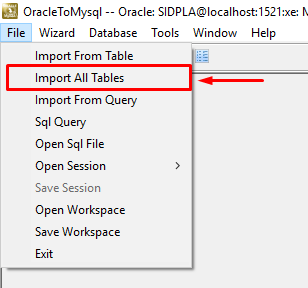 OracleToMysql -- Oracle: SIDPLA@localhost:1521:xe:
File Wizard Database Tools Window Help
Import From Table
Import All Tables
Import From Query
Sql Query
Open Sql File
Open Session
Save Session
Open Workspace
Save Workspace
Exit